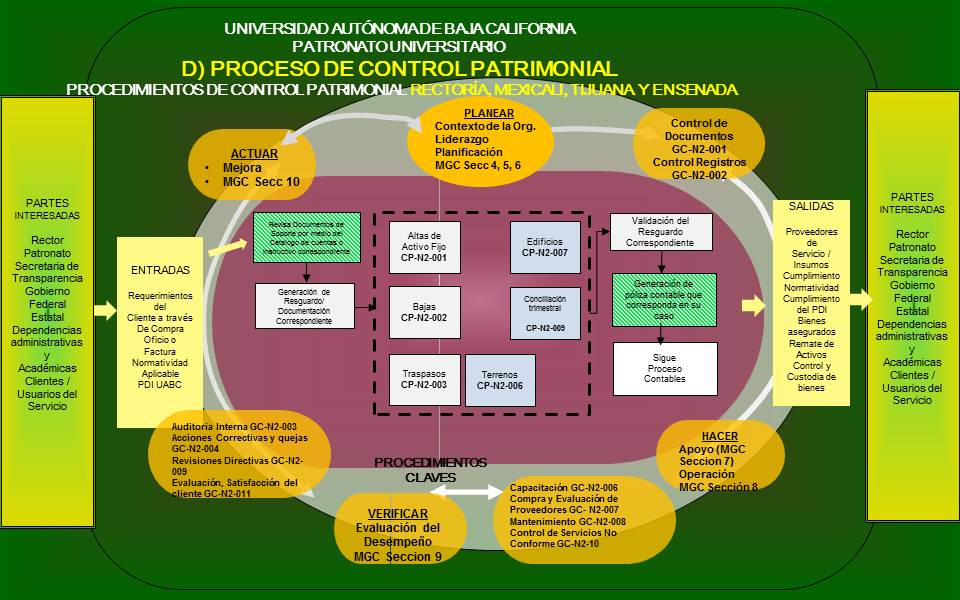 UNIVERSIDAD AUTÓNOMA DE BAJA CALIFORNIA
PATRONATO UNIVERSITARIO
D) PROCESO DE CONTROL PATRIMONIAL
PROCEDIMIENTOS DE CONTROL PATRIMONIAL RECTORÍA, MEXICALI, TIJUANA Y ENSENADA
PARTES
INTERESADAS
Rector
Patronato
Secretaria de
Transparencia
Gobierno
Federal
Estatal
Dependencias
administrativas
y
Académicas
Clientes /
Usuarios del
Servicio
ENTRADAS
Requerimientos
del
Cliente a través
De Compra
Oficio o
Factura
Normatividad
Aplicable
PDI UABC
ACTUAR
• Mejora
• MGC Secc 10
PLANEAR
Contexto de la Org.
Liderazgo
Planificación
MGC Secc 4, 5, 6
Control de
Documentos
GC-N2-001
Control Registros
GC-N2-002
Revisa Documentos de
Soporte por medio del
Catalogo de cuentas o
instructivo correspondiente
Generación de
Resguardo/
Documentación
Correspondiente
Altas de
Activo Fijo
CP-N2-001
Bajas
CP-N2-002
Traspasos
CP-N2-003
Edificios
CP-N2-007
Conciliación
trimestral
CP-N2-009
Terrenos
CP-N2-006
Validación del
Resguardo
Correspondiente
Generación de
póliza contable que
corresponda en su
caso
Sigue
Proceso
Contables
SALIDAS
Proveedores
de
Servicio /
Insumos
Cumplimiento
Normatividad
Cumplimiento
del PDI
Bienes
asegurados
Remate de
Activos
Control y
Custodia de
bienes
PARTES
INTERESADAS
Rector
Patronato
Secretaria de
Transparencia
Gobierno
Federal
Estatal
Dependencias
administrativas
y
Académicas
Clientes /
Usuarios del
Servicio
Auditoria Interna GC-N2-003
Acciones Correctivas y quejas
GC-N2-004
Revisiones Directivas GC-N2-
009
Evaluación, Satisfacción del
cliente GC-N2-011
PROCEDIMIENTOS
CLAVES
VERIFICAR
Evaluación del
Desempeño
MGC Seccion 9
Capacitación GC-N2-006
Compra y Evaluación de
Proveedores GC- N2-007
Mantenimiento GC-N2-008
Control de Servicios No
Conforme GC-N2-10
HACER
Apoyo (MGC
Seccion 7)
Operación
MGC Sección 8